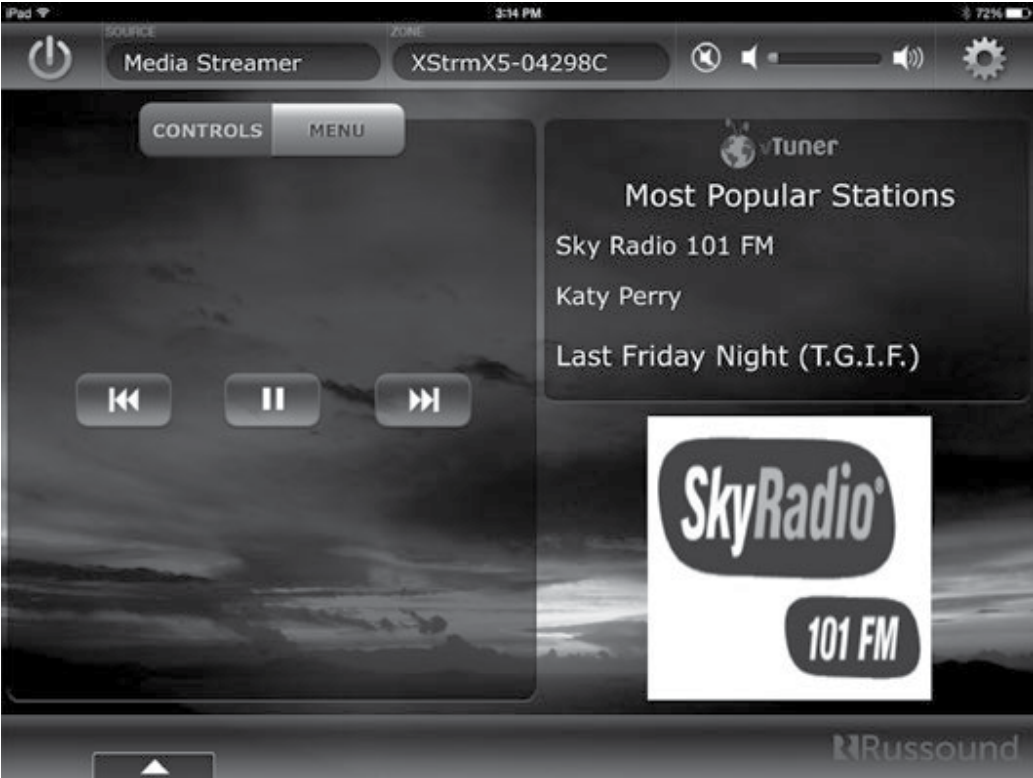 iPad 3:14 PM 72%
SOURCE ZONE
Media Streamer XStrmX5-04298C
CONTROLS MENU
vTuner
Most Popular Stations
Sky Radio 101 FM
Katy Perry
Last Friday Night (T.G.I.F.)
SkyRadio
101 FM
Russound